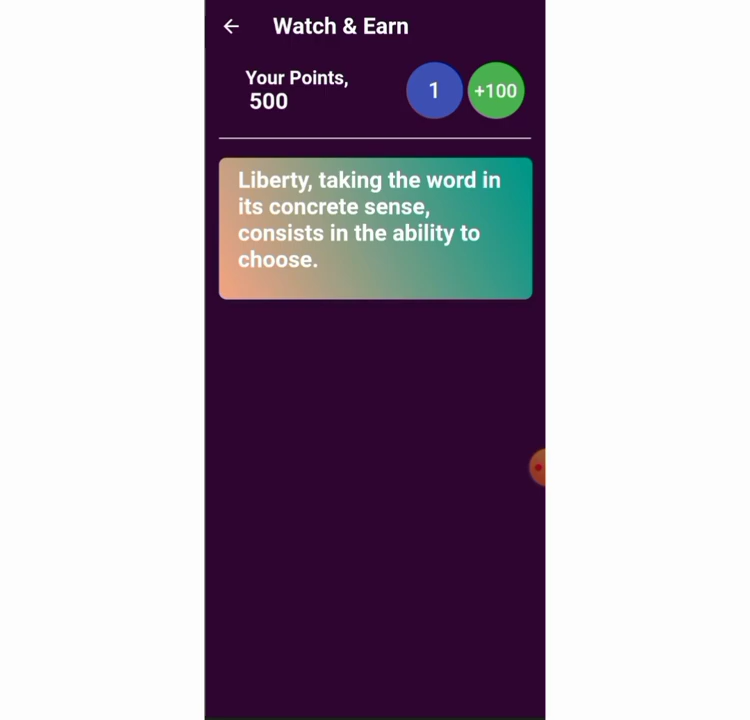 Watch & Earn
Your Points,
500
1
+100
Liberty, taking the word in
its concrete sense,
consists in the ability to
choose.